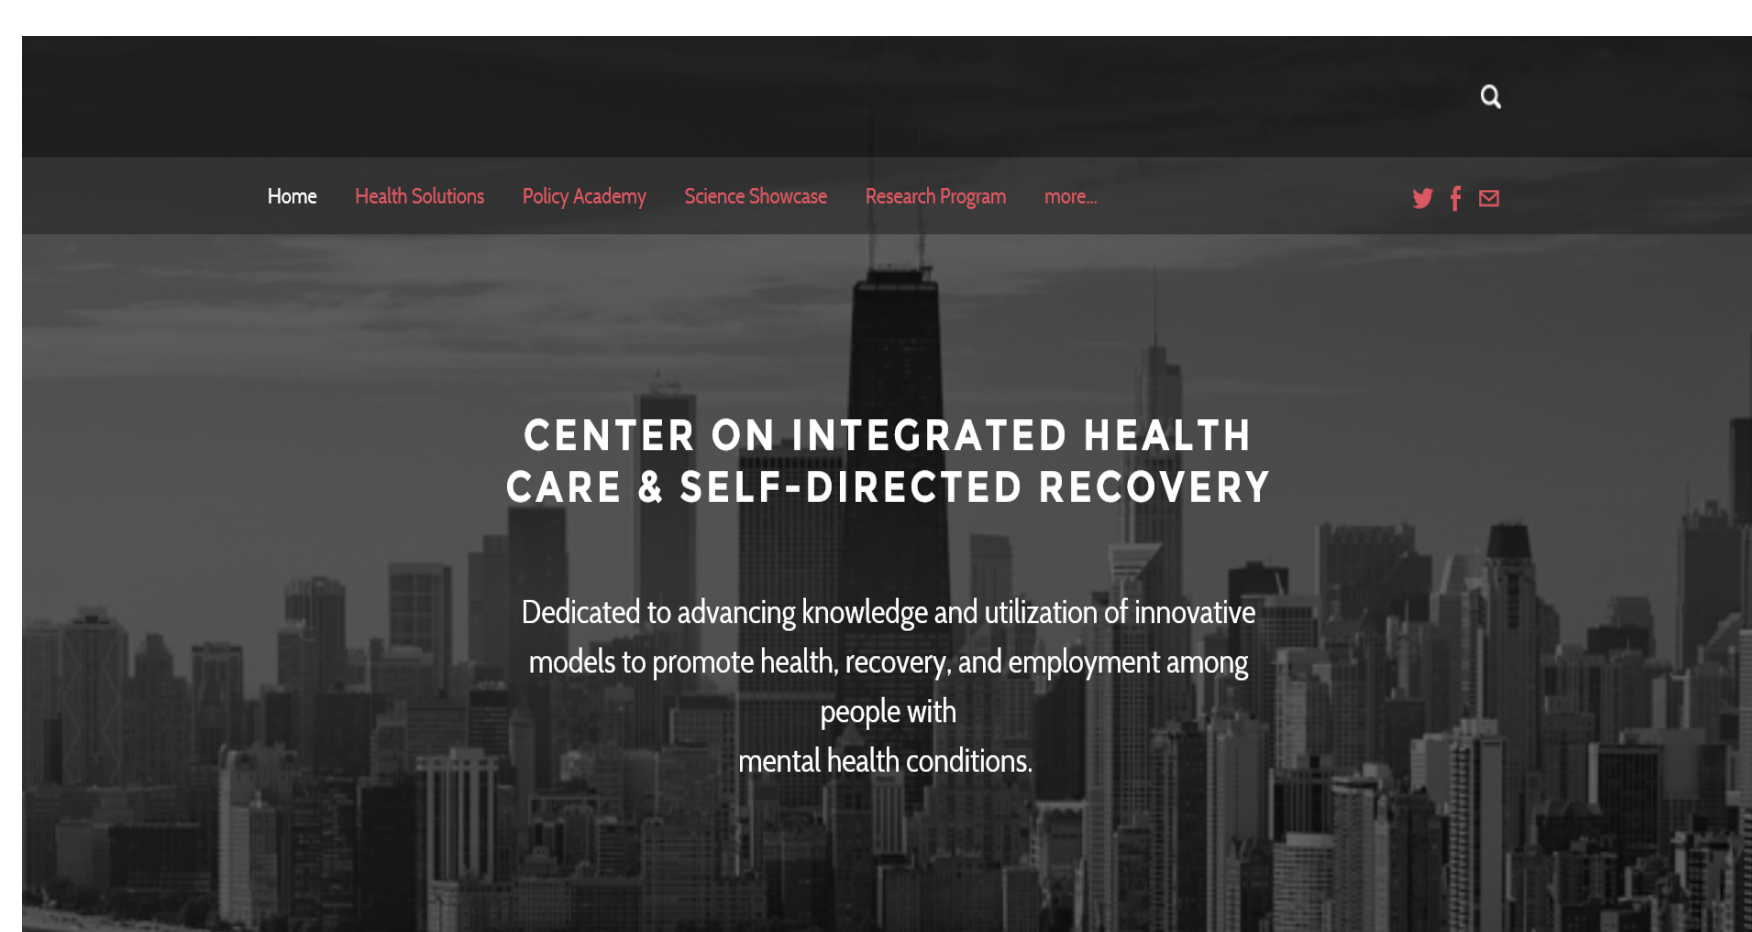 Home Health Solutions Policy Academy Science Showcase Research Program more...
CENTER ON INTEGRATED HEALTH
CARE & SELF-DIRECTED RECOVERY
Dedicated to advancing knowledge and utilization of innovative
models to promote health, recovery, and employment among
people with
mental health conditions.